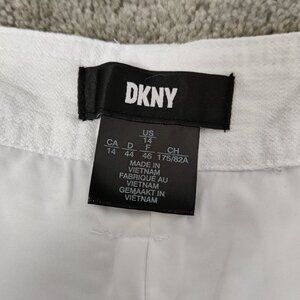 DKNY
US
14
CA D F CH
14 44 46 175/82A
MADE IN
VIETNAM
FABRIQUÉ AU
VIETNAM
GEMAAKT IN
VIETNAM